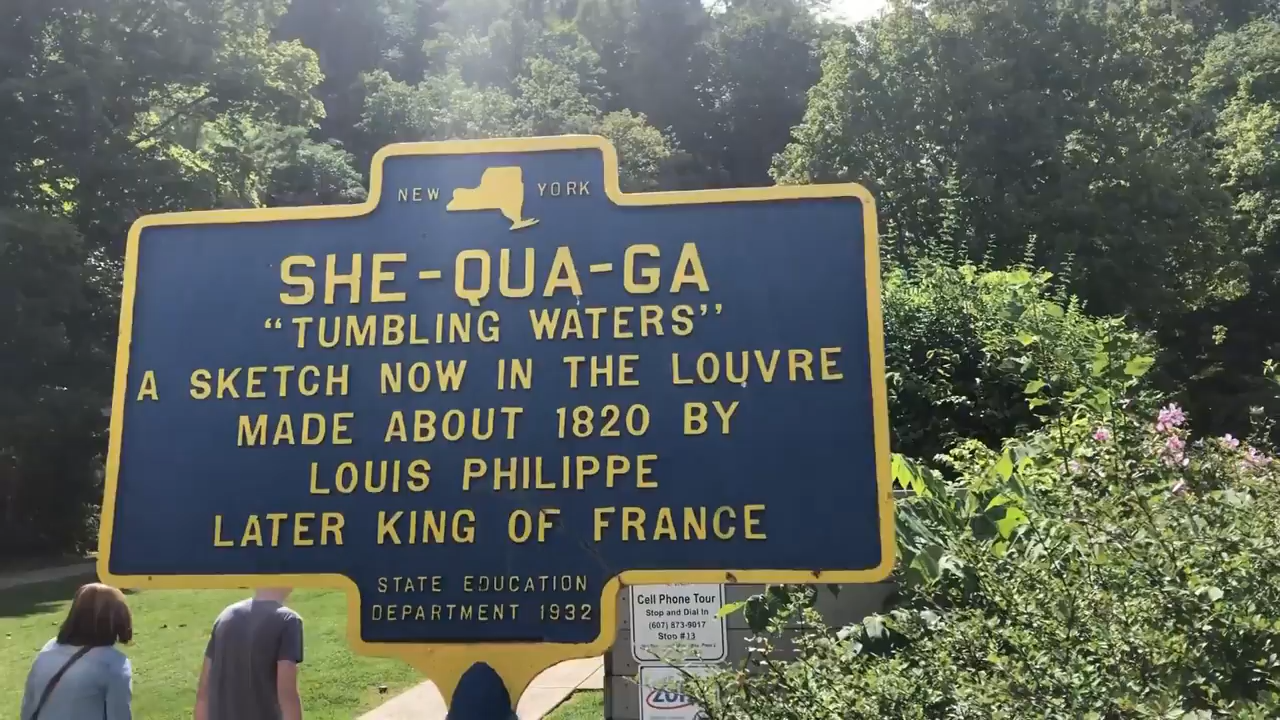 NEW YORK
SHE-QUA-GA
"TUMBLING WATERS"
A SKETCH NOW IN THE LOUVRE
MADE ABOUT 1820 BY
LOUIS PHILIPPE
LATER KING OF FRANCE
STATE EDUCATION
DEPARTMENT 1932
Cell Phone Tour
Stop and Dial In
(607) 873-9017
Stop #13